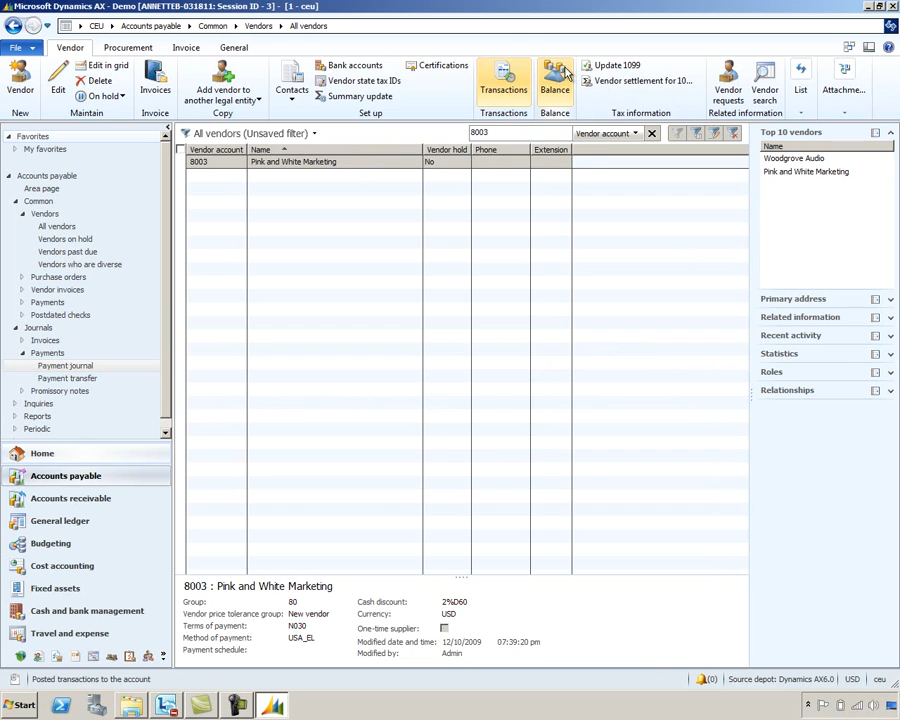 Microsoft Dynamics AX - Demo [ANNETTEB-031811: Session ID - 3] - [1 - ceu]
CEU
Accounts payable
Common
Vendors
All vendors
File
Vendor
Procurement
Invoice
General
Vendor
New
Edit
Edit in grid
Delete
On hold
Maintain
Invoices
Invoice
Add vendor to
another legal entity
Copy
Contacts
Bank accounts
Vendor state tax IDs
Summary update
Certifications
Set up
Transactions
Transactions
Balance
Balance
Update 1099
Vendor settlement for 10...
Tax information
Vendor
requests
Vendor
search
Related information
List
Attachme...
Favorites
My favorites
Accounts payable
Area page
Common
Vendors
All vendors
Vendors on hold
Vendors past due
Vendors who are diverse
Purchase orders
Vendor invoices
Payments
Postdated checks
Journals
Invoices
Payments
Payment journal
Payment transfer
Promissory notes
Inquiries
Reports
Periodic
Home
Accounts payable
Accounts receivable
General ledger
Budgeting
Cost accounting
Fixed assets
Cash and bank management
Travel and expense
All vendors (Unsaved filter)
8003
Vendor account
Vendor account Name Vendor hold Phone Extension
8003 Pink and White Marketing No
8003 : Pink and White Marketing
Group: 80
Vendor price tolerance group: New vendor
Terms of payment: N030
Method of payment: USA_EL
Payment schedule:
Cash discount: 2%D60
Currency: USD
One-time supplier:
Modified date and time: 12/10/2009 07:39:20 pm
Modified by: Admin
Top 10 vendors
Name
Woodgrove Audio
Pink and White Marketing
Primary address
Related information
Recent activity
Statistics
Roles
Relationships
Posted transactions to the account
(0)
Source depot: Dynamics AX6.0
USD
ceu
Start